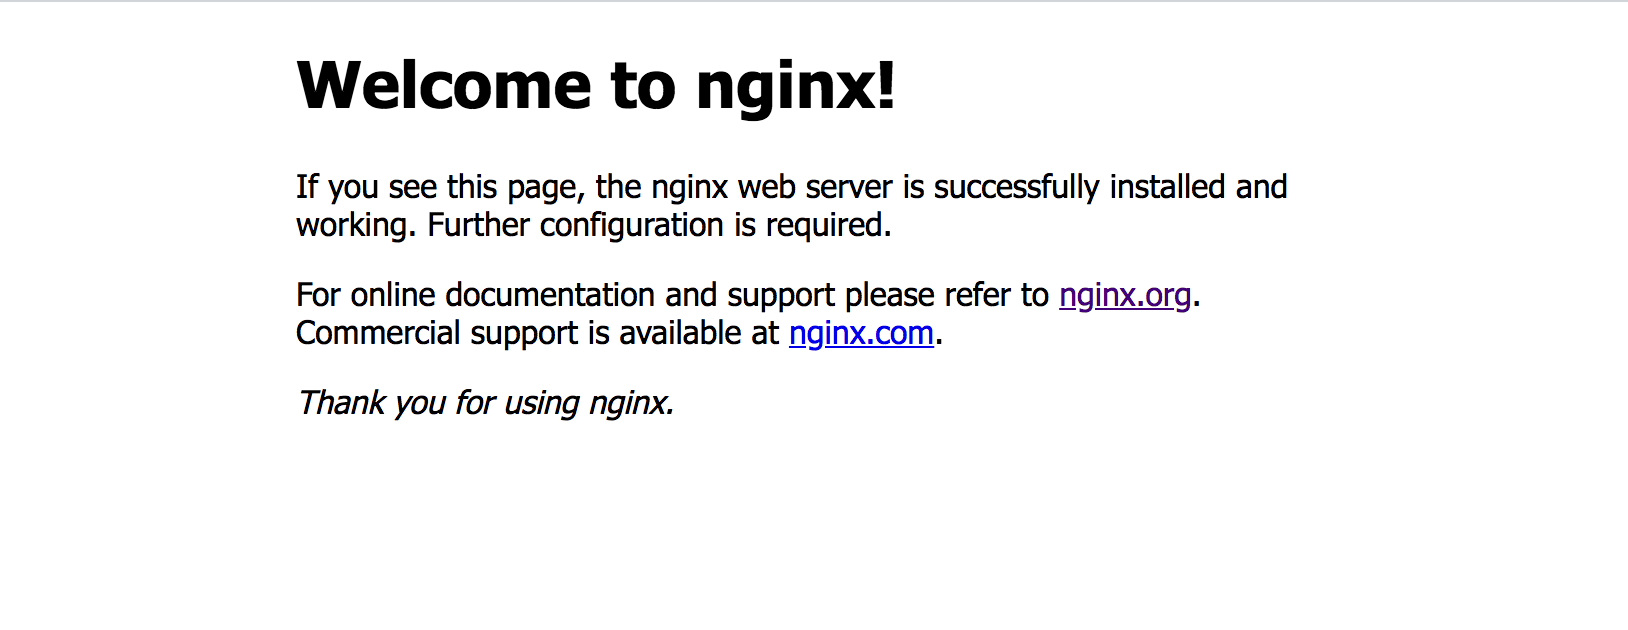 Welcome to nginx!
If you see this page, the nginx web server is successfully installed and
working. Further configuration is required.
For online documentation and support please refer to nginx.org.
Commercial support is available at nginx.com.
Thank you for using nginx.